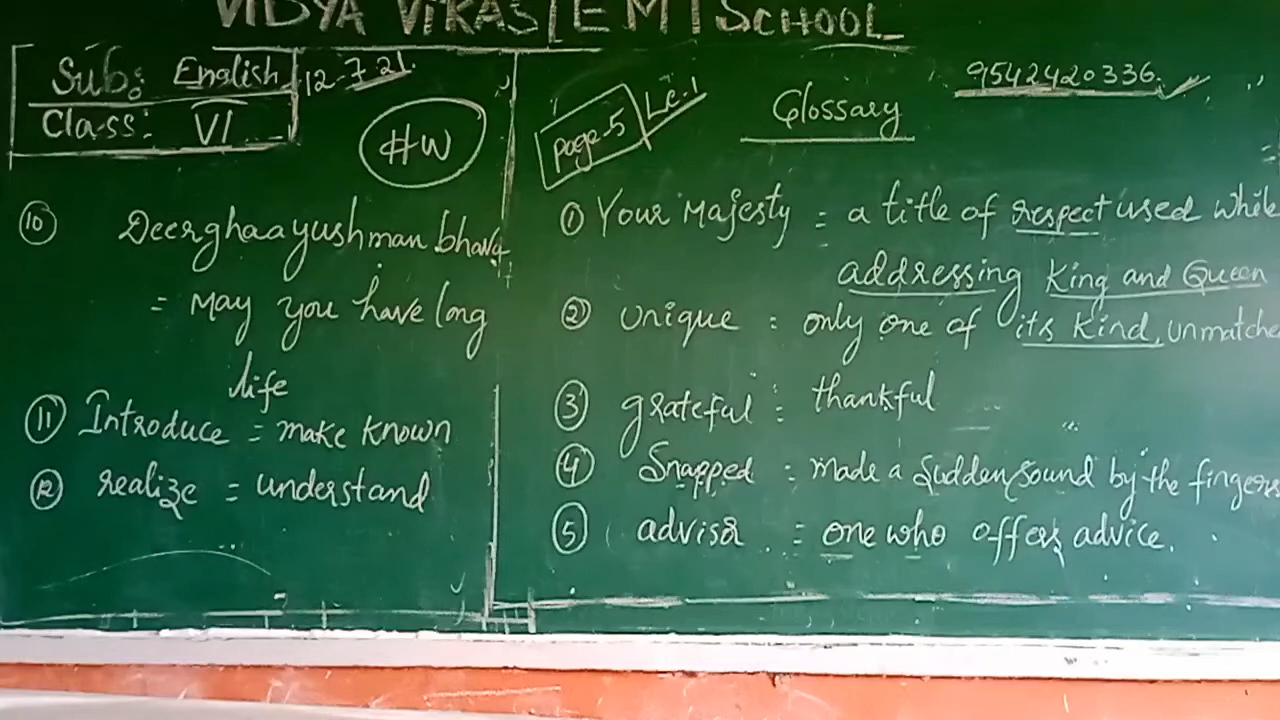 VIDYA VIKAS [E M] SCHOOL
Sub: English 12-7-21.
Class: VI
HW
⑩ Deerghaayushman bhava
= may you have long
life
⑪ Introduce = make known
⑫ realize = understand
page-5 Le.1 Glossary 9542420336.
① Your Majesty = a title of respect used while
addressing King and Queen
② unique = only one of its kind, unmatche
③ grateful = thankful
④ Snapped = made a sudden sound by the fingers
⑤ advisor = one who offers advice.